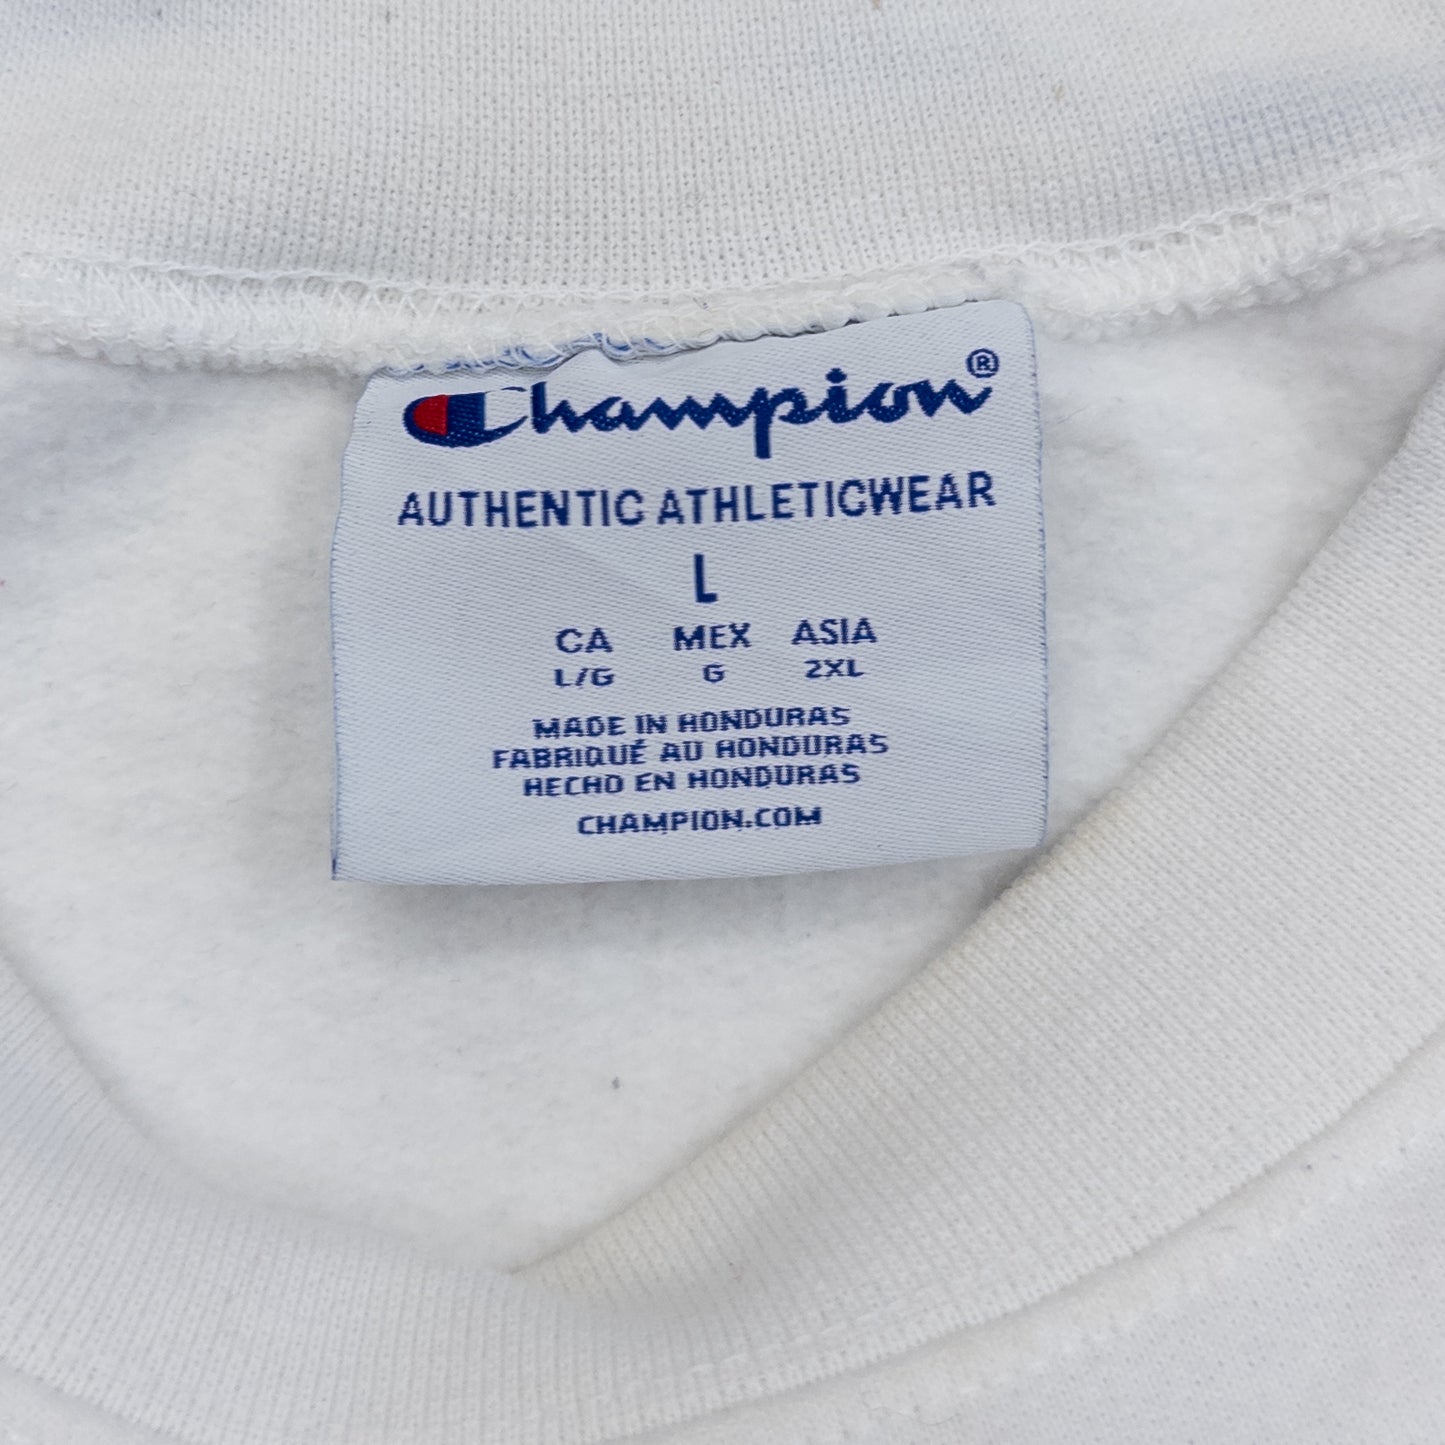 Champion®
AUTHENTIC ATHLETICWEAR
L
CA MEX ASIA
L/G G 2XL
MADE IN HONDURAS
FABRIQUÉ AU HONDURAS
HECHO EN HONDURAS
CHAMPION.COM